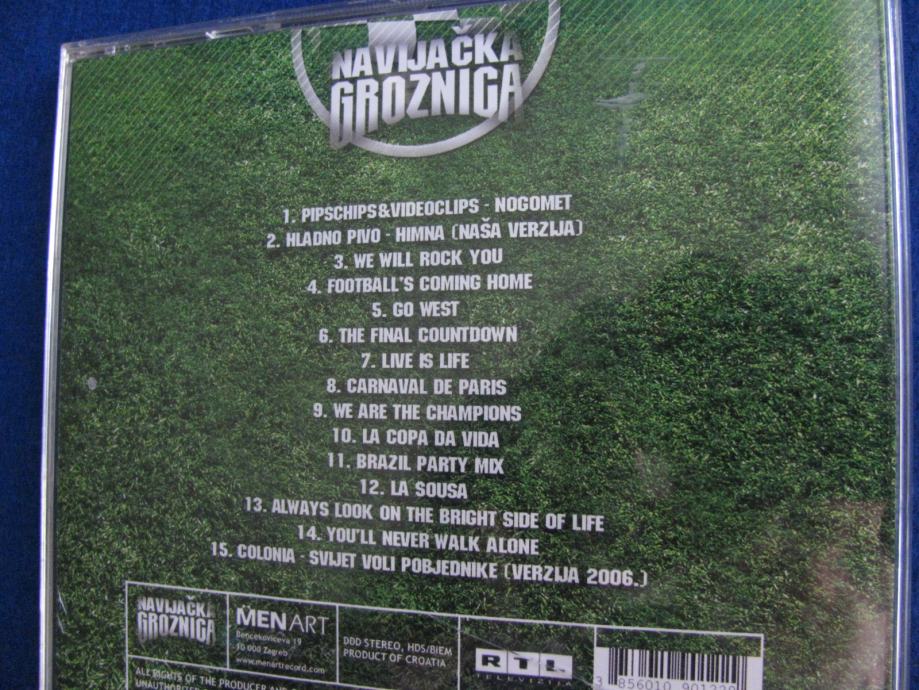 NAVIJAČKA
GROZNICA
1. PIPSCHIPS&VIDEOCLIPS - NOGOMET
2. HLADNO PIVO - HIMNA (NAŠA VERZIJA)
3. WE WILL ROCK YOU
4. FOOTBALL'S COMING HOME
5. GO WEST
6. THE FINAL COUNTDOWN
7. LIVE IS LIFE
8. CARNAVAL DE PARIS
9. WE ARE THE CHAMPIONS
10. LA COPA DA VIDA
11. BRAZIL PARTY MIX
12. LA SOUSA
13. ALWAYS LOOK ON THE BRIGHT SIDE OF LIFE
14. YOU'LL NEVER WALK ALONE
15. COLONIA - SVIJET VOLI POBJEDNIKE (VERZIJA 2006.)
NAVIJAČKA
GROZNICA
MENART
Bencekoviceva 19
10 000 Zagreb
www.menartrecord.com
DDD STEREO, HDS/BIEM
PRODUCT OF CROATIA
RTL
TELEVIZIJA
3 856010 901220
ALL RIGHTS OF THE PRODUCER AND